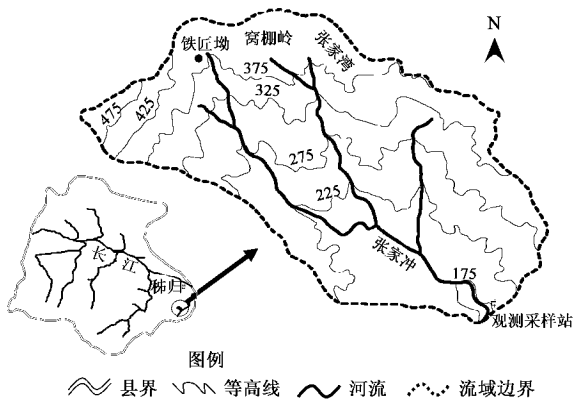 N
铁匠坳
窝棚岭
张家湾
375
325
475
425
275
225
张家冲
175
观测采样站
长江
秭归
图例
县界 等高线 河流 流域边界